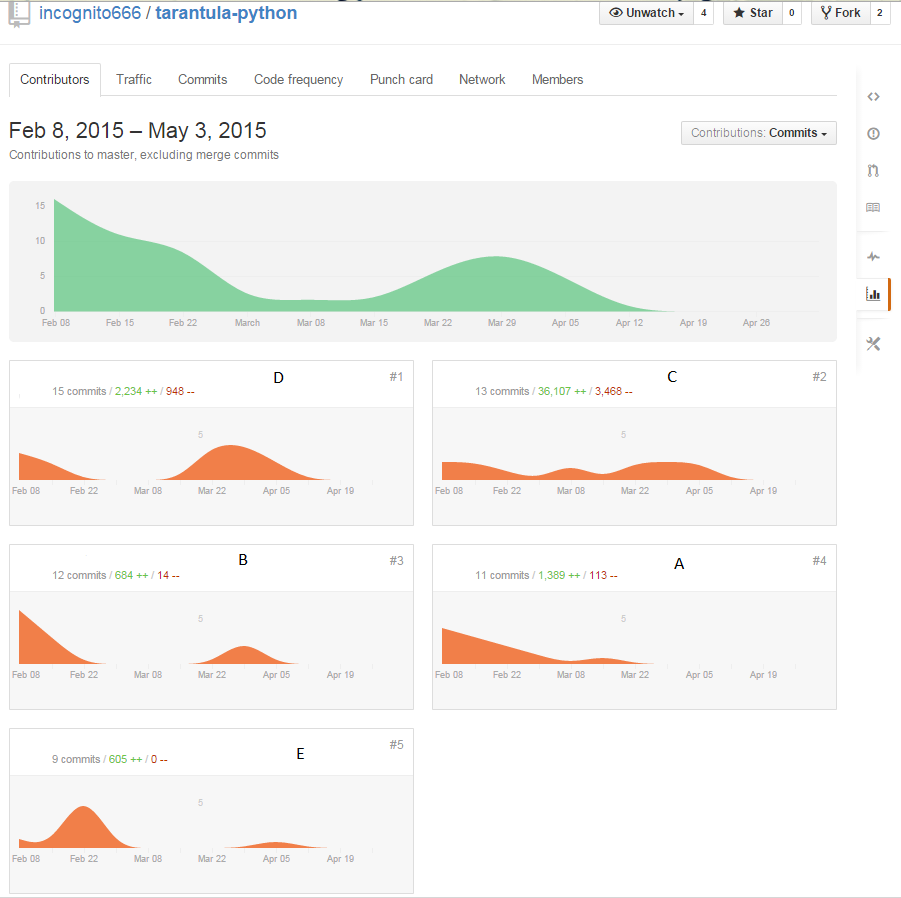 incognito666 / tarantula-python
Unwatch 4 Star 0 Fork 2
Contributors Traffic Commits Code frequency Punch card Network Members
Feb 8, 2015 – May 3, 2015
Contributions: Commits
Contributions to master, excluding merge commits
15
10
5
0
Feb 08 Feb 15 Feb 22 March Mar 08 Mar 15 Mar 22 Mar 29 Apr 05 Apr 12 Apr 19 Apr 26
D #1
15 commits / 2,234 ++ / 948 --
5
Feb 08 Feb 22 Mar 08 Mar 22 Apr 05 Apr 19
C #2
13 commits / 36,107 ++ / 3,468 --
5
Feb 08 Feb 22 Mar 08 Mar 22 Apr 05 Apr 19
B #3
12 commits / 684 ++ / 14 --
5
Feb 08 Feb 22 Mar 08 Mar 22 Apr 05 Apr 19
A #4
11 commits / 1,389 ++ / 113 --
5
Feb 08 Feb 22 Mar 08 Mar 22 Apr 05 Apr 19
E #5
9 commits / 605 ++ / 0 --
5
Feb 08 Feb 22 Mar 08 Mar 22 Apr 05 Apr 19